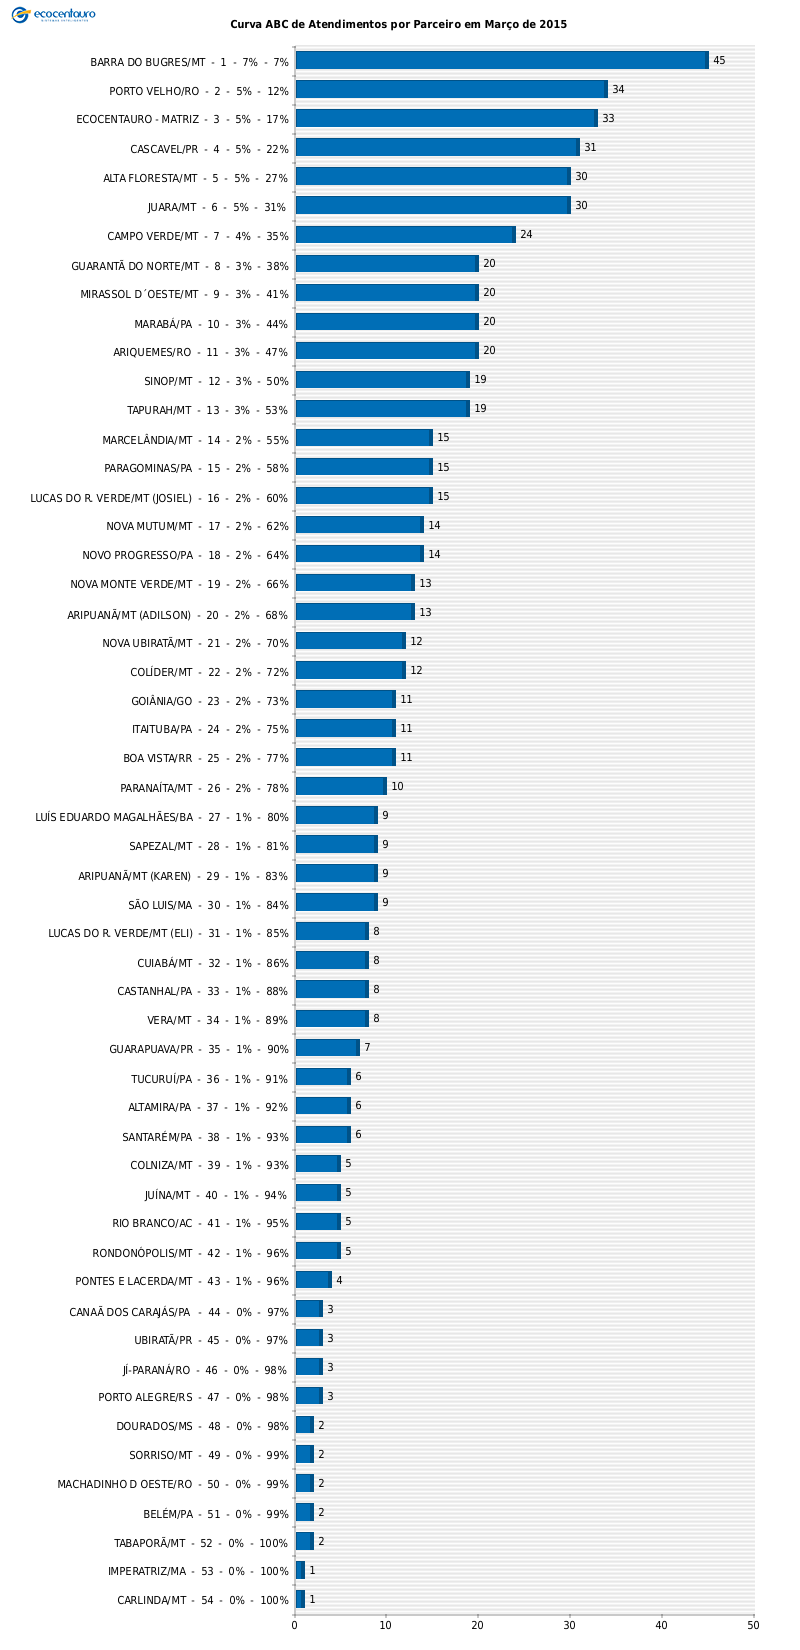 ecocentauro
Curva ABC de Atendimentos por Parceiro em Março de 2015
BARRA DO BUGRES/MT - 1 - 7% - 7% 45
PORTO VELHO/RO - 2 - 5% - 12% 34
ECOCENTAURO - MATRIZ - 3 - 5% - 17% 33
CASCAVEL/PR - 4 - 5% - 22% 31
ALTA FLORESTA/MT - 5 - 5% - 27% 30
JUARA/MT - 6 - 5% - 31% 30
CAMPO VERDE/MT - 7 - 4% - 35% 24
GUARANTÃ DO NORTE/MT - 8 - 3% - 38% 20
MIRASSOL D´OESTE/MT - 9 - 3% - 41% 20
MARABÁ/PA - 10 - 3% - 44% 20
ARIQUEMES/RO - 11 - 3% - 47% 20
SINOP/MT - 12 - 3% - 50% 19
TAPURAH/MT - 13 - 3% - 53% 19
MARCELÂNDIA/MT - 14 - 2% - 55% 15
PARAGOMINAS/PA - 15 - 2% - 58% 15
LUCAS DO R. VERDE/MT (JOSIEL) - 16 - 2% - 60% 15
NOVA MUTUM/MT - 17 - 2% - 62% 14
NOVO PROGRESSO/PA - 18 - 2% - 64% 14
NOVA MONTE VERDE/MT - 19 - 2% - 66% 13
ARIPUANÃ/MT (ADILSON) - 20 - 2% - 68% 13
NOVA UBIRATÃ/MT - 21 - 2% - 70% 12
COLÍDER/MT - 22 - 2% - 72% 12
GOIÂNIA/GO - 23 - 2% - 73% 11
ITAITUBA/PA - 24 - 2% - 75% 11
BOA VISTA/RR - 25 - 2% - 77% 11
PARANAÍTA/MT - 26 - 2% - 78% 10
LUÍS EDUARDO MAGALHÃES/BA - 27 - 1% - 80% 9
SAPEZAL/MT - 28 - 1% - 81% 9
ARIPUANÃ/MT (KAREN) - 29 - 1% - 83% 9
SÃO LUIS/MA - 30 - 1% - 84% 9
LUCAS DO R. VERDE/MT (ELI) - 31 - 1% - 85% 8
CUIABÁ/MT - 32 - 1% - 86% 8
CASTANHAL/PA - 33 - 1% - 88% 8
VERA/MT - 34 - 1% - 89% 8
GUARAPUAVA/PR - 35 - 1% - 90% 7
TUCURUÍ/PA - 36 - 1% - 91% 6
ALTAMIRA/PA - 37 - 1% - 92% 6
SANTARÉM/PA - 38 - 1% - 93% 6
COLNIZA/MT - 39 - 1% - 93% 5
JUÍNA/MT - 40 - 1% - 94% 5
RIO BRANCO/AC - 41 - 1% - 95% 5
RONDONÓPOLIS/MT - 42 - 1% - 96% 5
PONTES E LACERDA/MT - 43 - 1% - 96% 4
CANAÃ DOS CARAJÁS/PA - 44 - 0% - 97% 3
UBIRATÃ/PR - 45 - 0% - 97% 3
JÍ-PARANÁ/RO - 46 - 0% - 98% 3
PORTO ALEGRE/RS - 47 - 0% - 98% 3
DOURADOS/MS - 48 - 0% - 98% 2
SORRISO/MT - 49 - 0% - 99% 2
MACHADINHO D OESTE/RO - 50 - 0% - 99% 2
BELÉM/PA - 51 - 0% - 99% 2
TABAPORÃ/MT - 52 - 0% - 100% 2
IMPERATRIZ/MA - 53 - 0% - 100% 1
CARLINDA/MT - 54 - 0% - 100% 1
0 10 20 30 40 50